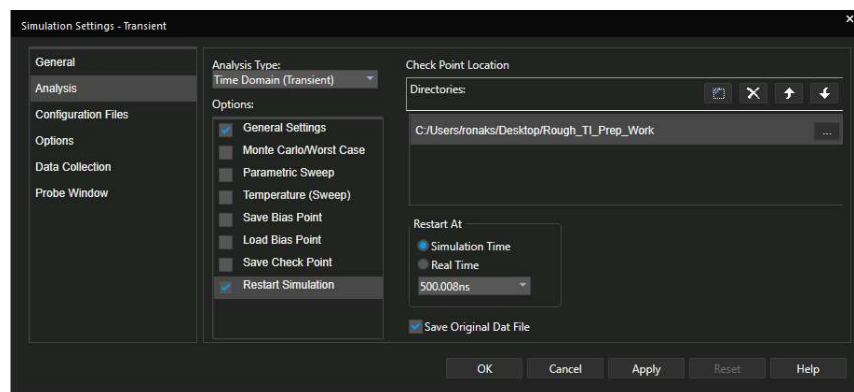 Simulation Settings - Transient
General
Analysis
Configuration Files
Options
Data Collection
Probe Window
Analysis Type:
Time Domain (Transient)
Options:
General Settings
Monte Carlo/Worst Case
Parametric Sweep
Temperature (Sweep)
Save Bias Point
Load Bias Point
Save Check Point
Restart Simulation
Check Point Location
Directories:
C:/Users/ronaks/Desktop/Rough_TI_Prep_Work
...
Restart At
Simulation Time
Real Time
500.008ns
Save Original Dat File
OK Cancel Apply Reset Help